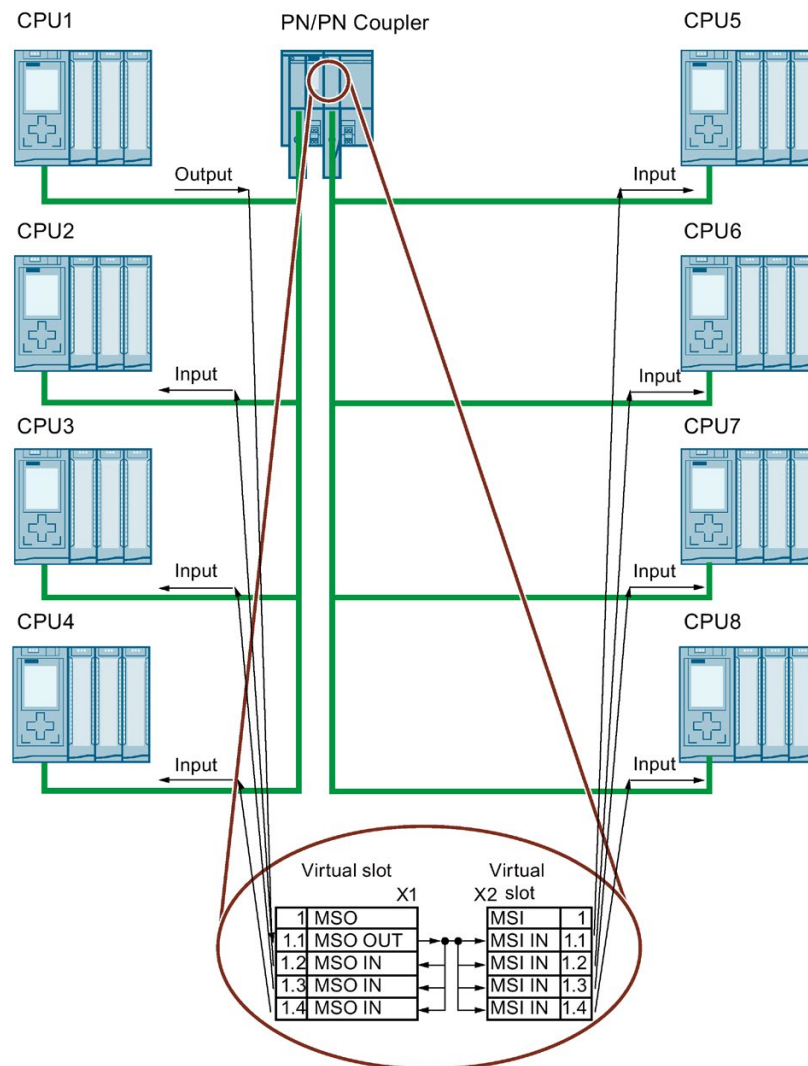 CPU1 PN/PN Coupler CPU5
Output Input
CPU2 CPU6
Input Input
CPU3 CPU7
Input Input
CPU4 CPU8
Input Input
Virtual slot Virtual
X1 X2 slot
1 MSO MSI 1
1.1 MSO OUT MSI IN 1.1
1.2 MSO IN MSI IN 1.2
1.3 MSO IN MSI IN 1.3
1.4 MSO IN MSI IN 1.4